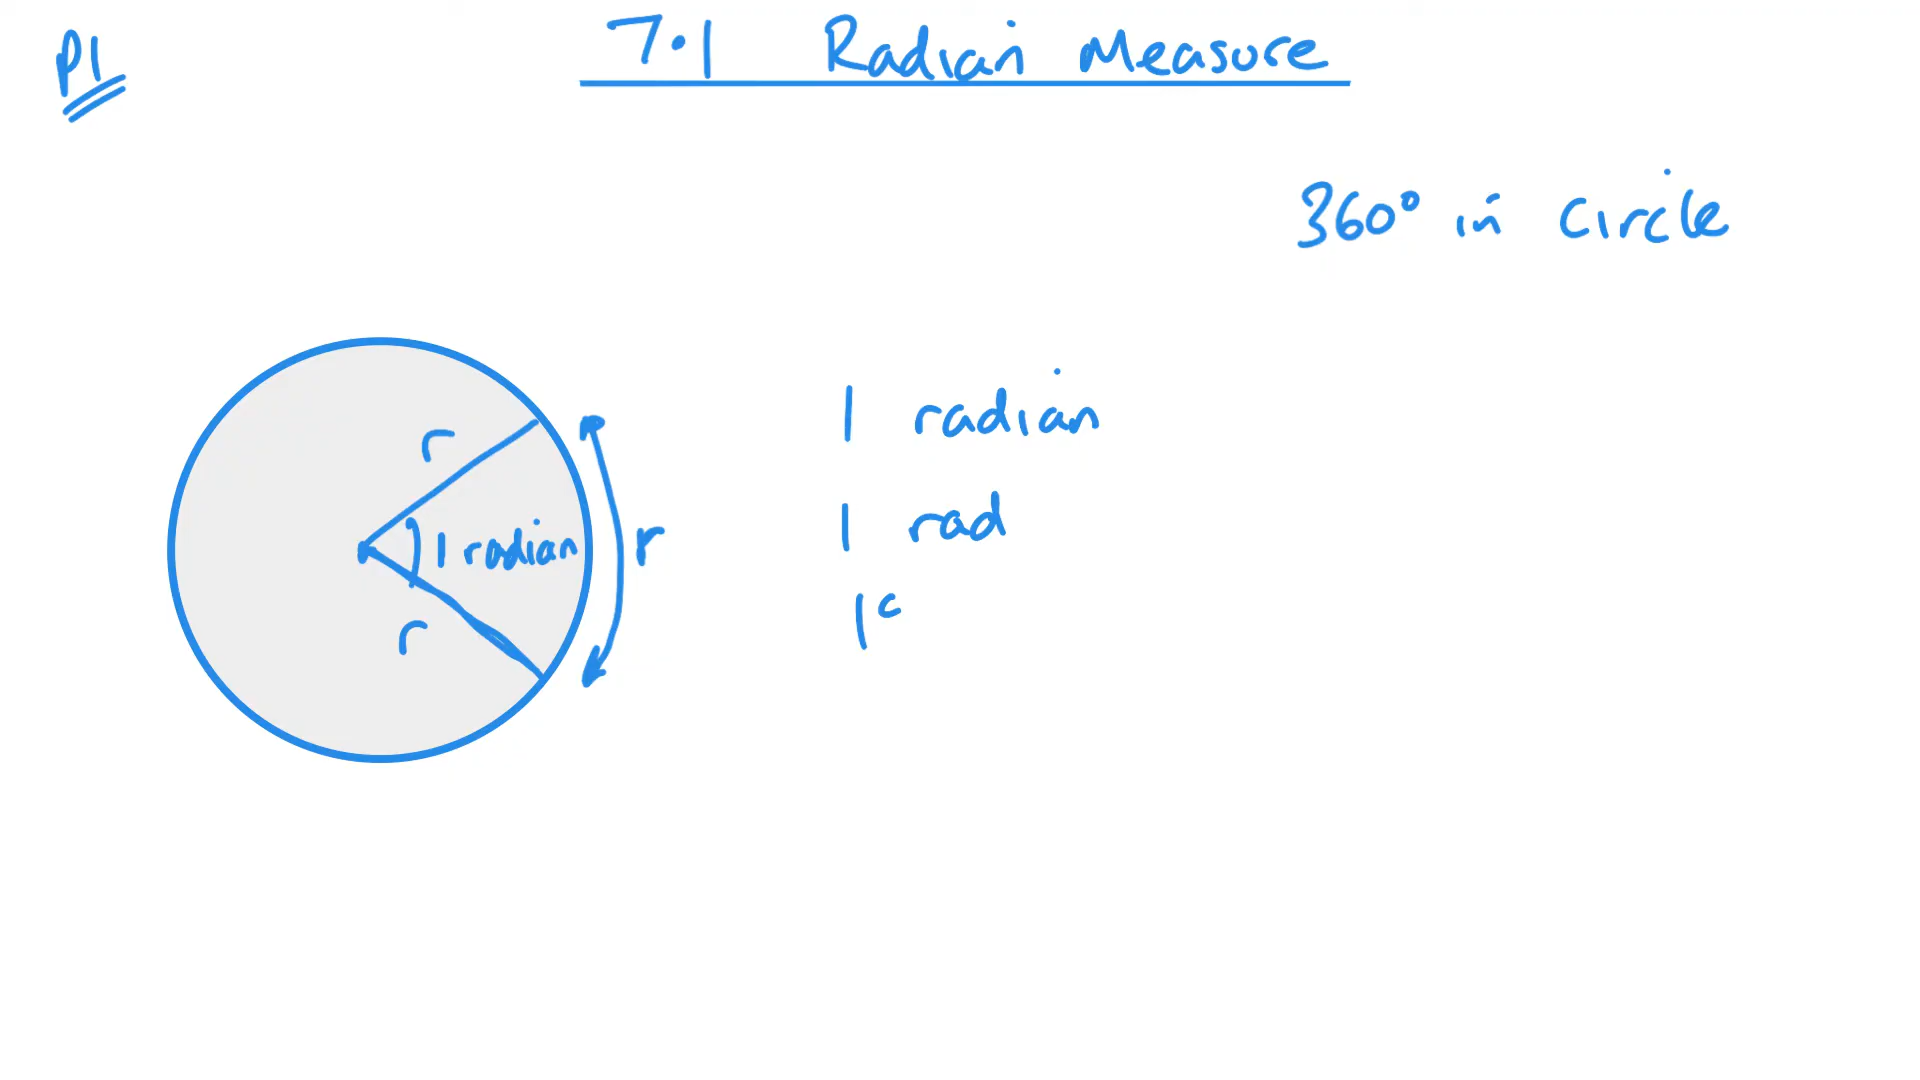 P1
7.1 Radian Measure
360° in circle
r
1 radian
r
r
1 radian
1 rad
1ᶜ